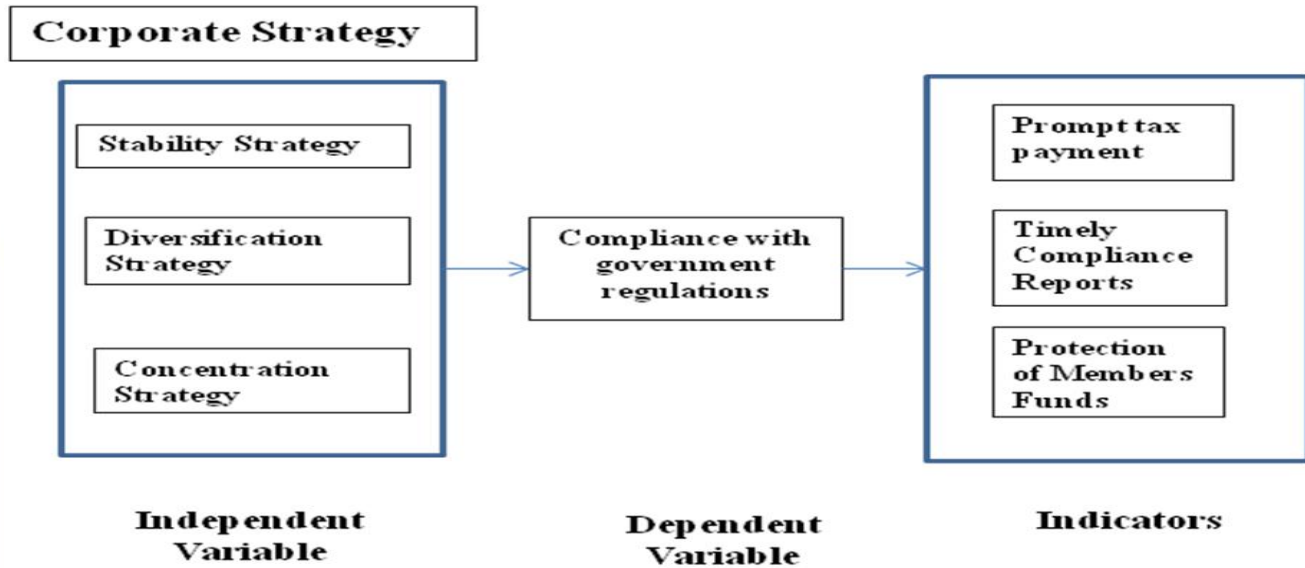 Corporate Strategy
Stability Strategy
Diversification
Strategy
Concentration
Strategy
Independent
Variable
Compliance with
government
regulations
Dependent
Variable
Prompt tax
payment
Timely
Compliance
Reports
Protection
of Members
Funds
Indicators